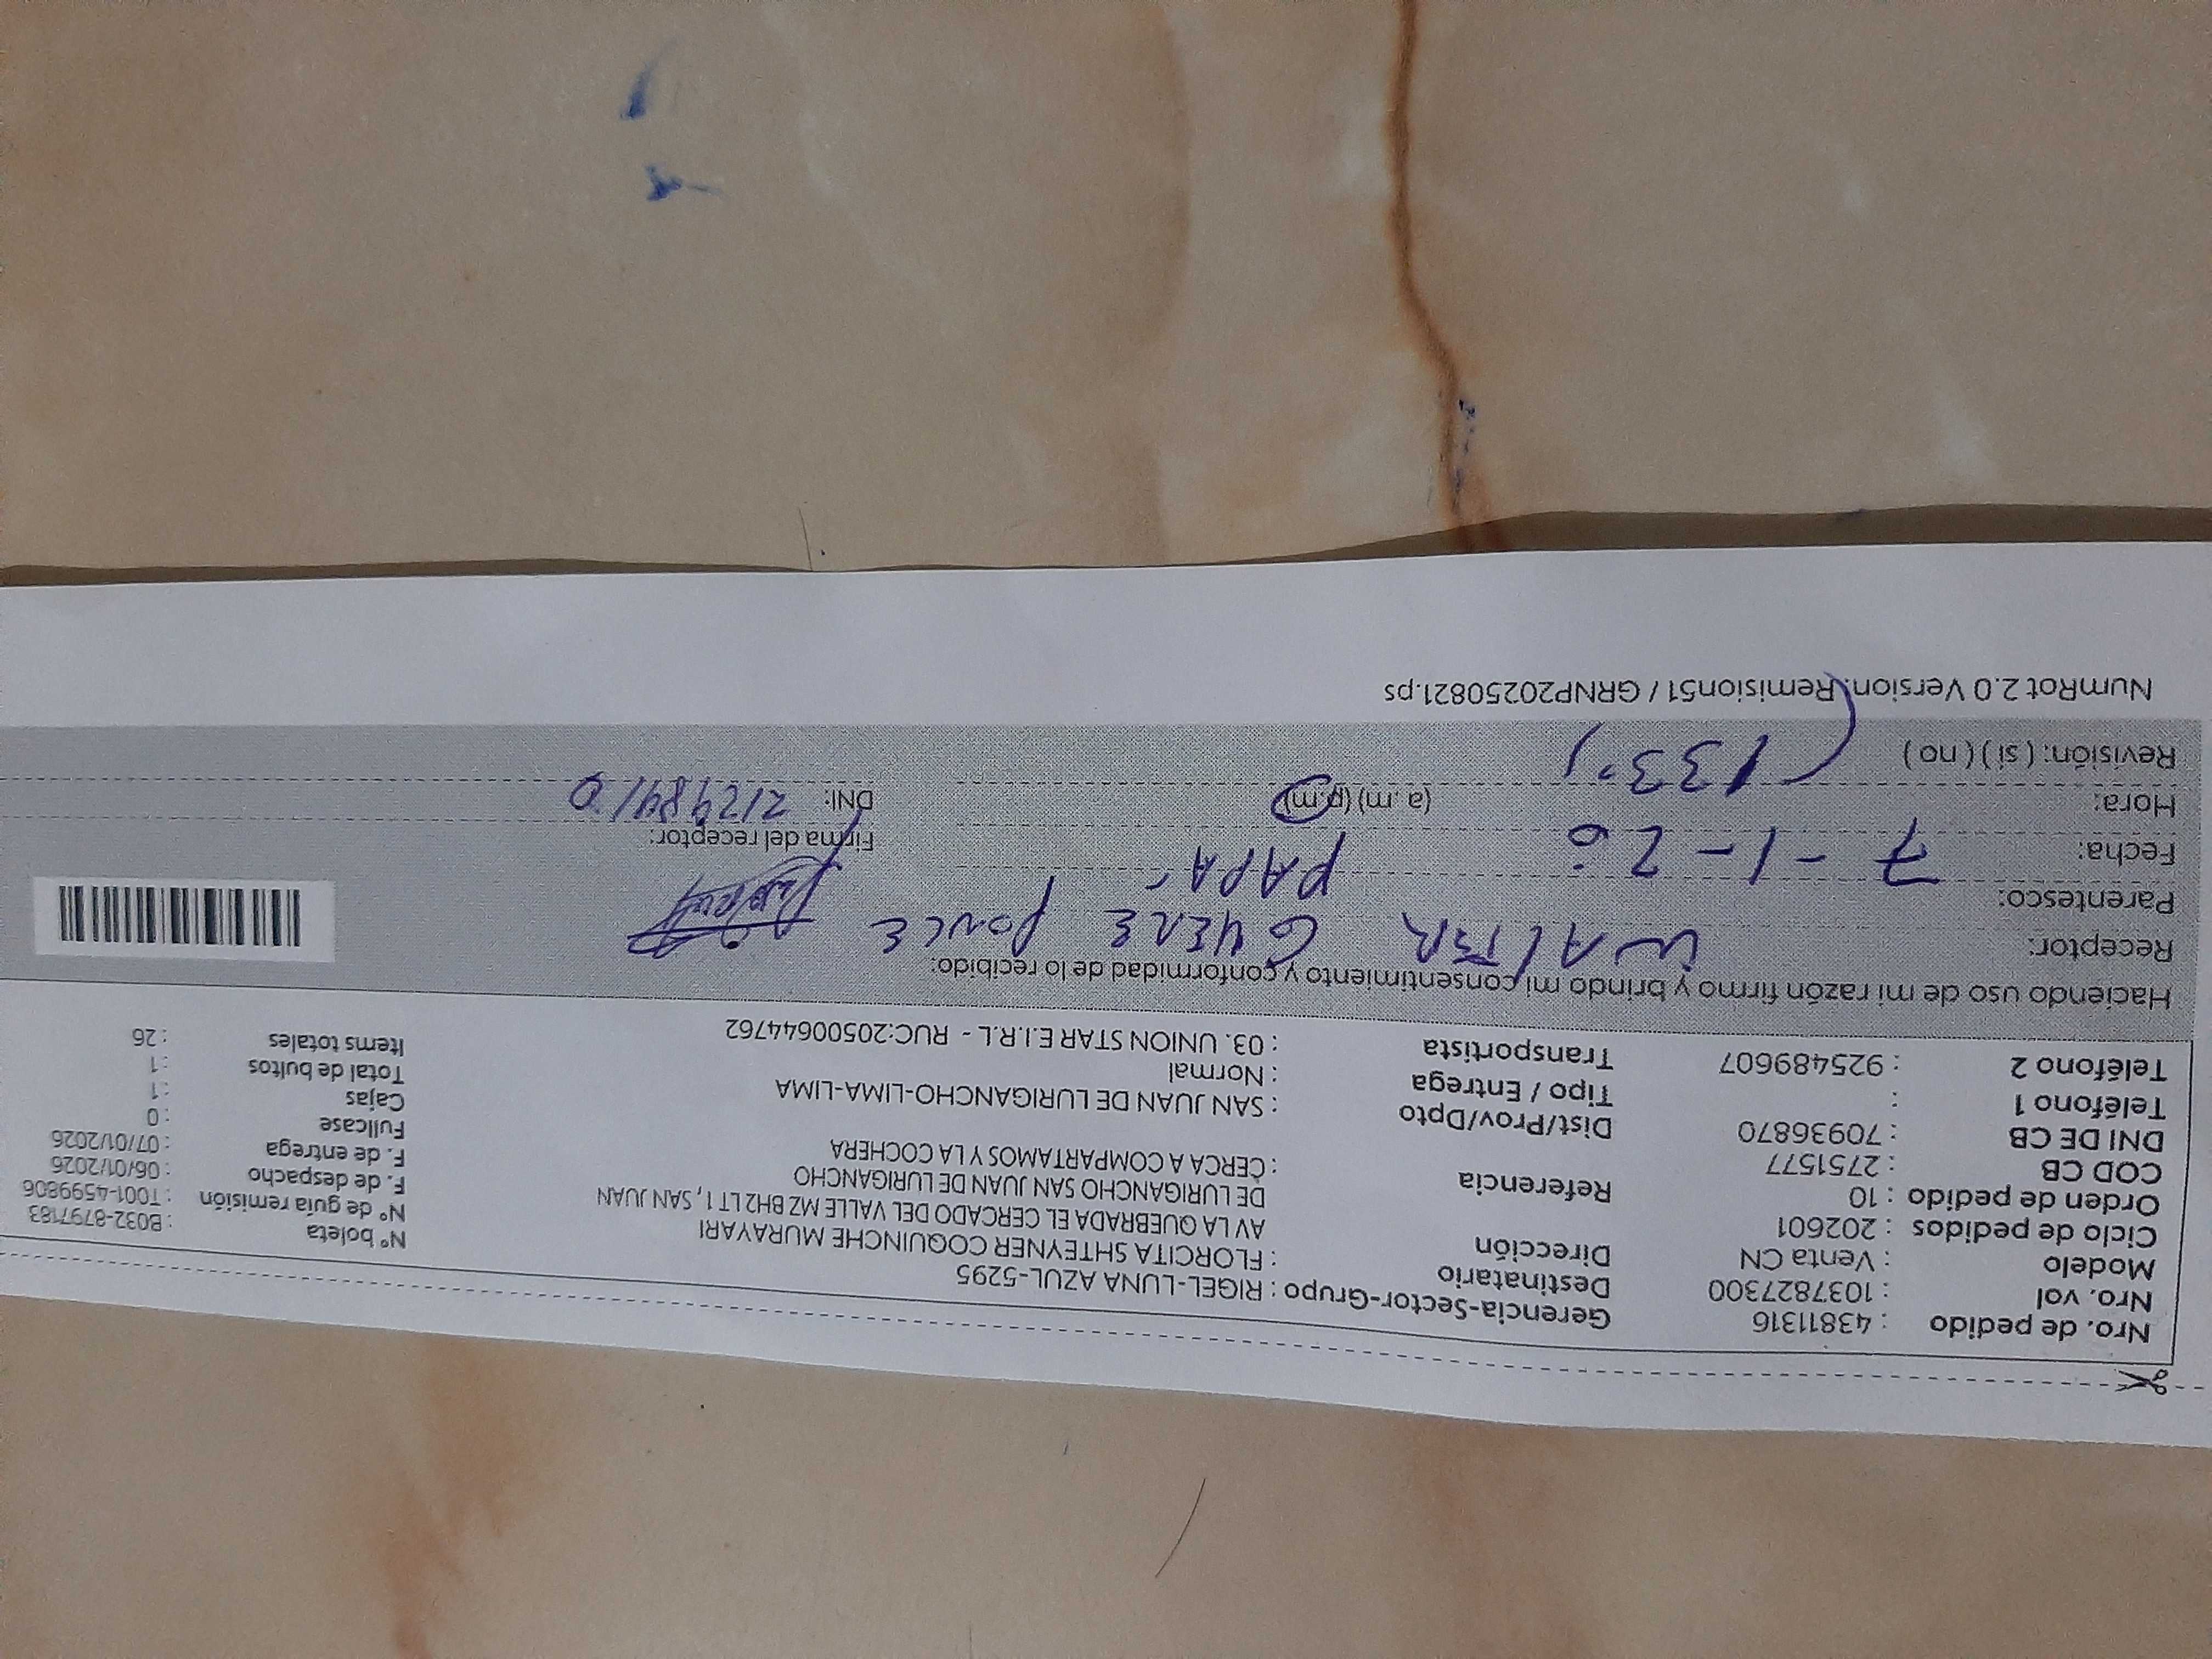 Nro. de pedido : 43811316
Nro. vol : 1037827300
Modelo : Venta CN
Ciclo de pedidos : 202601
Orden de pedido : 10
COD CB : 2751577
DNI DE CB : 70936870
Teléfono 1 :
Teléfono 2 : 925489607
Gerencia-Sector-Grupo : RIGEL-LUNA AZUL-5295
Destinatario : FLORCITA SHTEYNER COQUINCHE MURAYARI
Dirección AV LA QUEBRADA EL CERCADO DEL VALLE MZ BH2 LT 1 , SAN JUAN
DE LURIGANCHO SAN JUAN DE LURIGANCHO
Referencia : CERCA A COMPARTAMOS Y LA COCHERA
Dist/Prov/Dpto : SAN JUAN DE LURIGANCHO-LIMA-LIMA
Tipo / Entrega : Normal
Transportista : 03. UNION STAR E.I.R.L - RUC:20500644762
N° boleta : B032-8797183
N° de guía remisión : T001-4599806
F. de despacho : 06/01/2026
F. de entrega : 07/01/2026
Fullcase : 0
Cajas : 1
Total de bultos : 1
Items totales : 26
Haciendo uso de mi razón firmo y brindo mi consentimiento y conformidad de lo recibido:
Receptor: WALTER GUERE PONCE
Parentesco: PAPÁ
Fecha: 7-1-26
Firma del receptor:
Hora: (a. m) (p.m)
DNI: 21298410
Revisión: ( si ) ( no )
NumRot 2.0 Version: Remision51 / GRNP20250821.ps